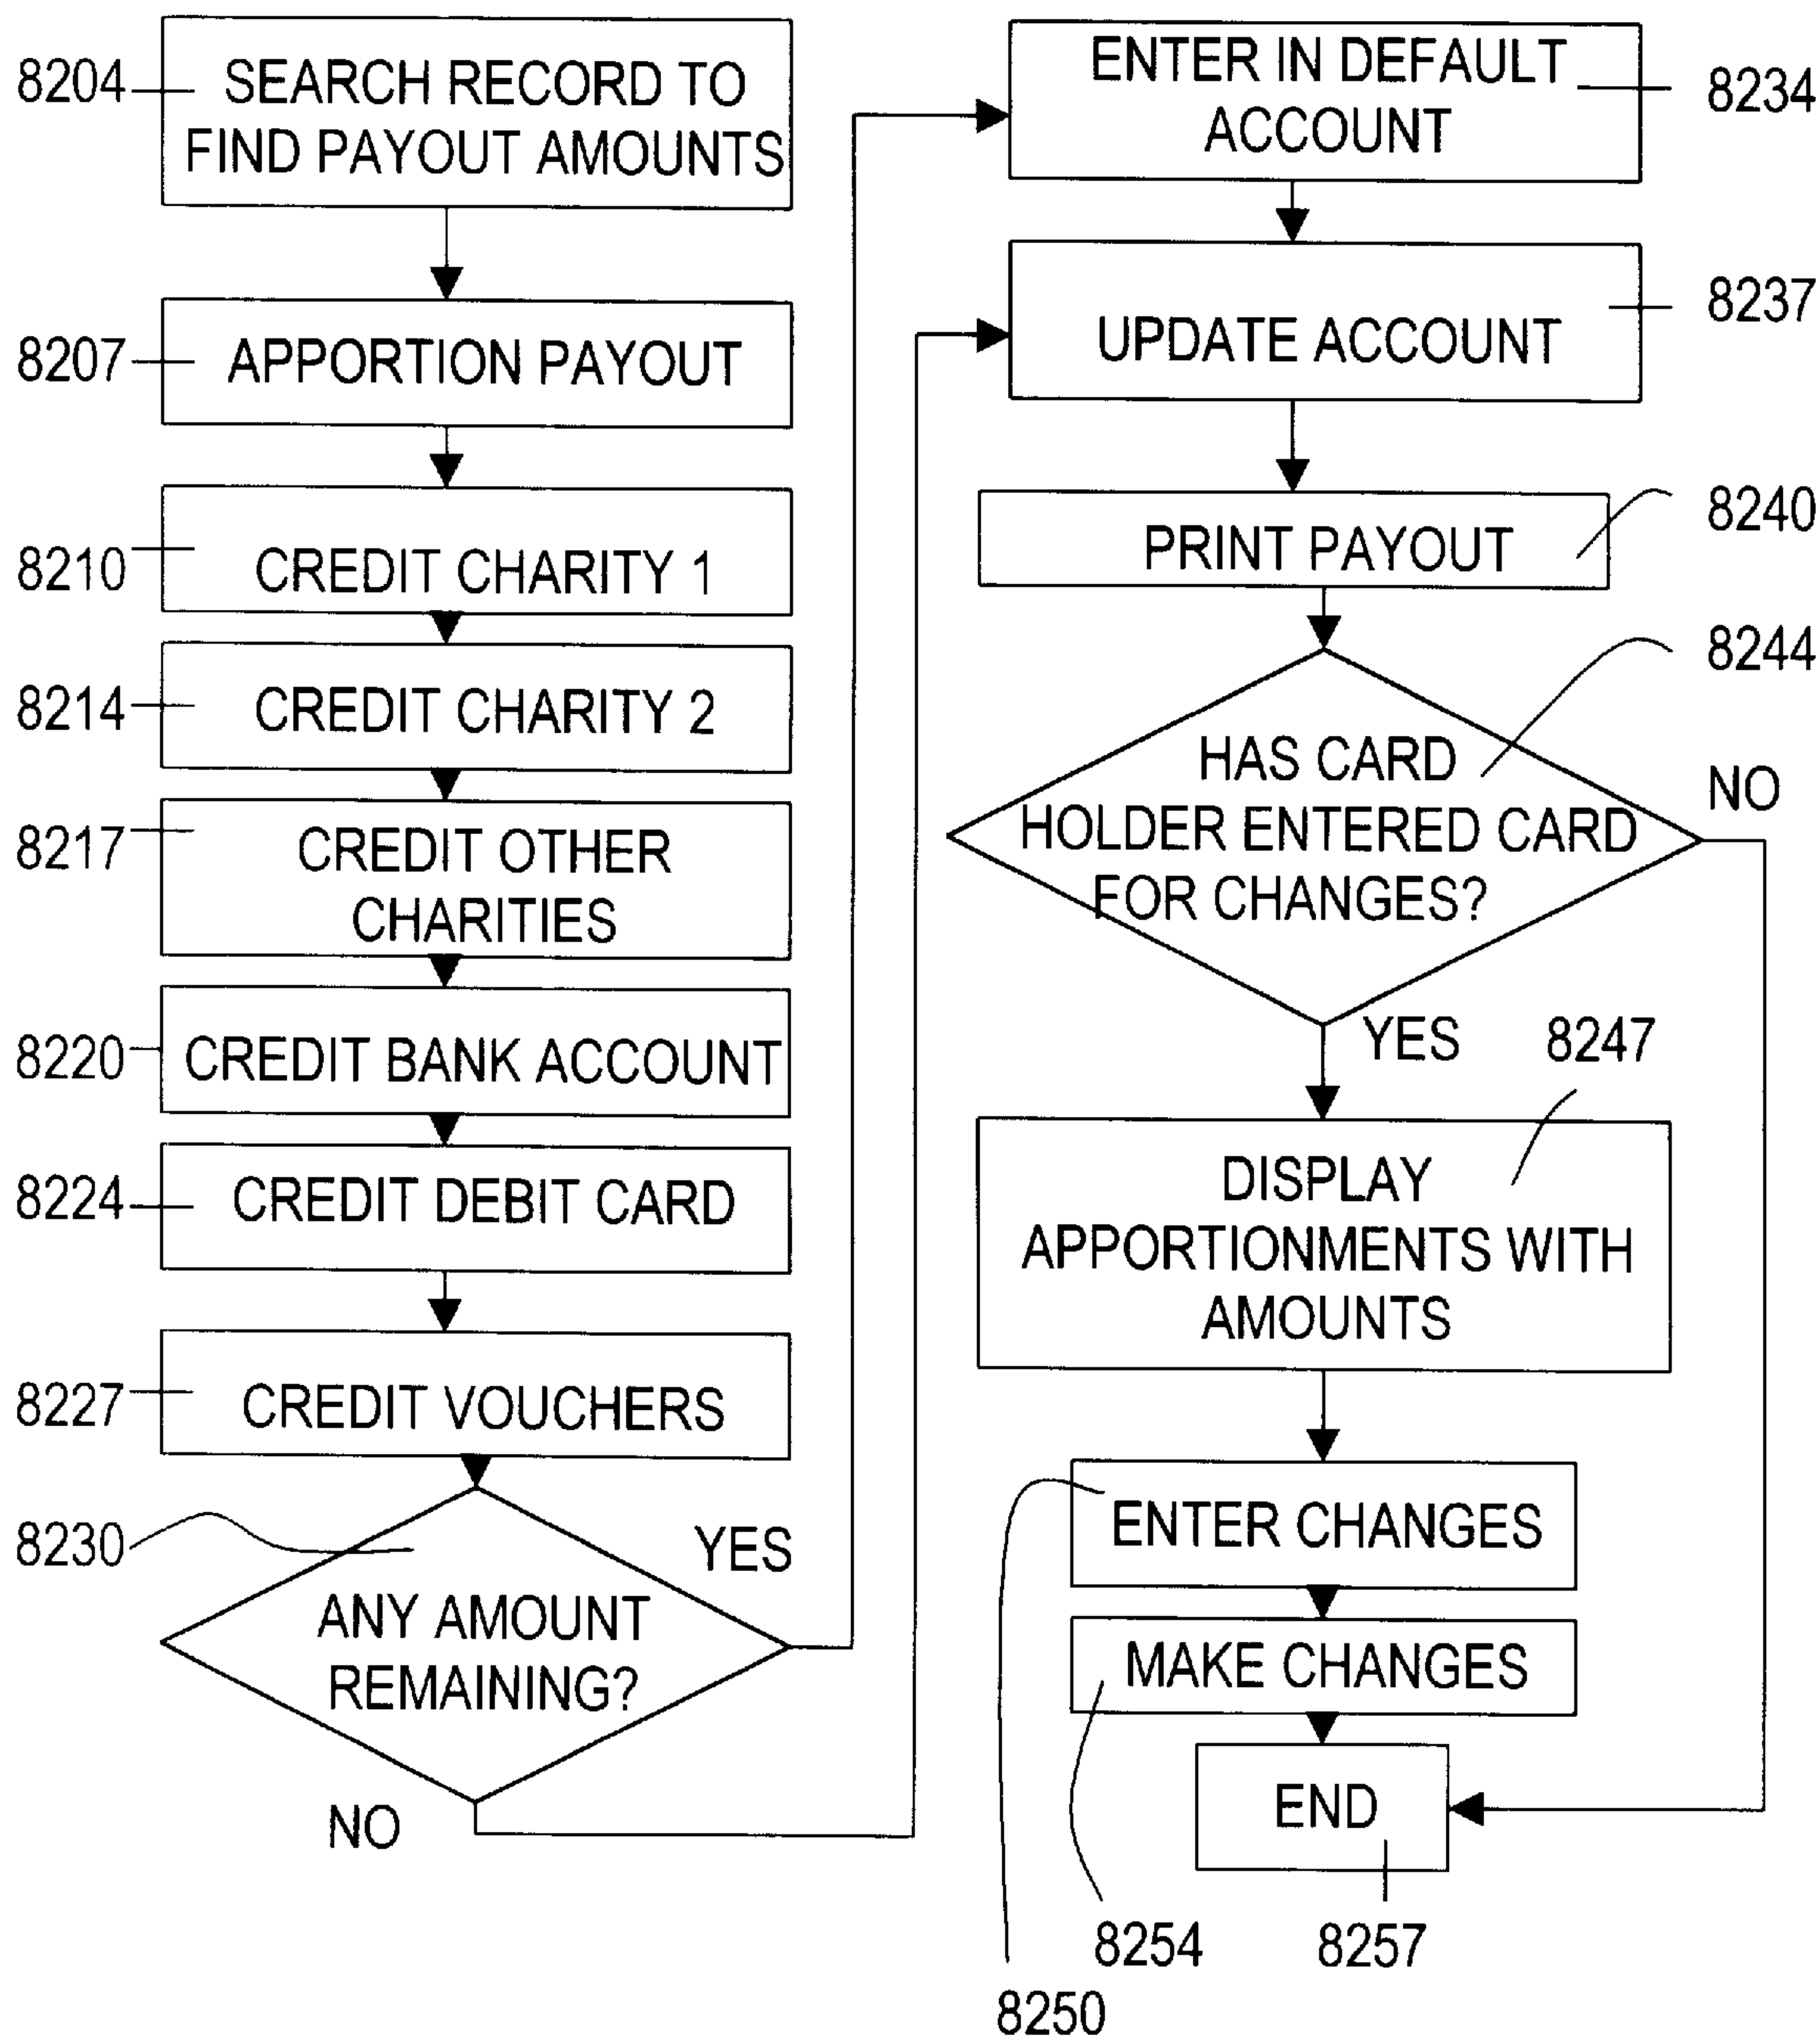 8204
SEARCH RECORD TO
FIND PAYOUT AMOUNTS
8207
APPORTION PAYOUT
8210
CREDIT CHARITY 1
8214
CREDIT CHARITY 2
8217
CREDIT OTHER
CHARITIES
8220
CREDIT BANK ACCOUNT
8224
CREDIT DEBIT CARD
8227
CREDIT VOUCHERS
8230
YES
ANY AMOUNT
REMAINING?
NO
ENTER IN DEFAULT
ACCOUNT
8234
UPDATE ACCOUNT
8237
PRINT PAYOUT
8240
8244
HAS CARD
HOLDER ENTERED CARD
FOR CHANGES?
NO
YES
8247
DISPLAY
APPORTIONMENTS WITH
AMOUNTS
ENTER CHANGES
MAKE CHANGES
END
8254
8257
8250